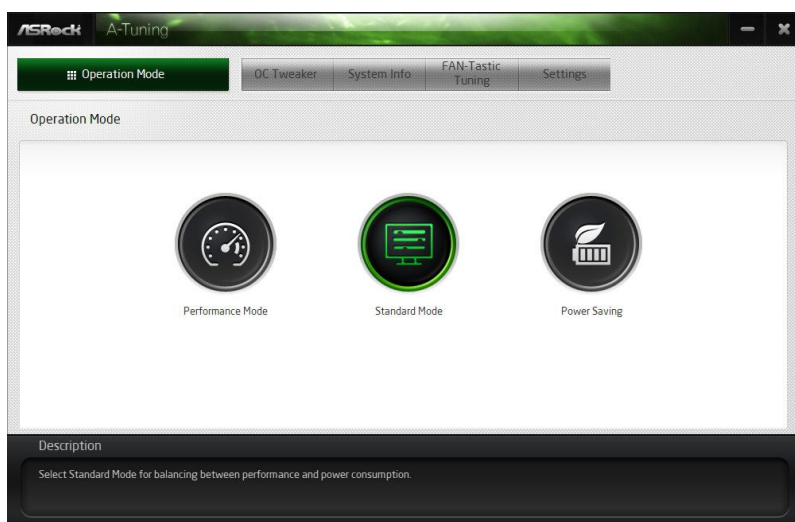 ASRock A-Tuning
Operation Mode OC Tweaker System Info FAN-Tastic Tuning Settings
Operation Mode
Performance Mode Standard Mode Power Saving
Description
Select Standard Mode for balancing between performance and power consumption.